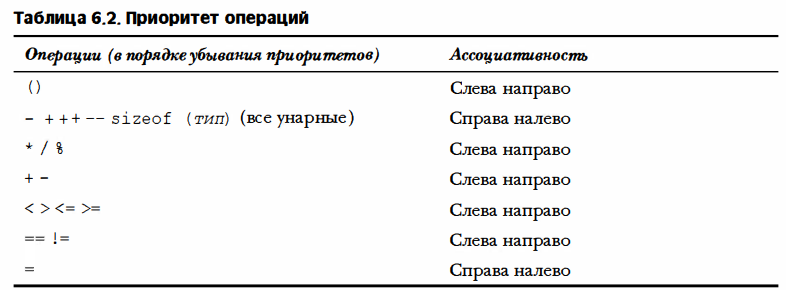 Таблица 6.2. Приоритет операций
Операции (в порядке убывания приоритетов) Ассоциативность
() Слева направо
- + ++ -- sizeof (тип) (все унарные) Справа налево
* / % Слева направо
+ - Слева направо
< > <= >= Слева направо
== != Слева направо
= Справа налево